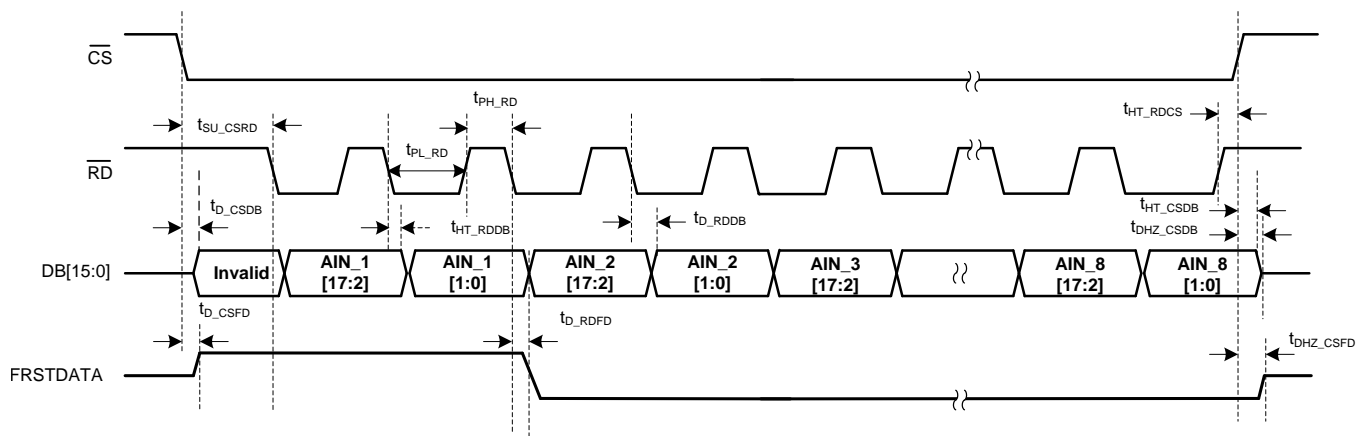 CS
t_PH_RD
t_SU_CSRD
t_HT_RDCS
t_PL_RD
RD
t_D_CSDB
t_HT_RDDB
t_D_RDDB
t_HT_CSDB
t_DHZ_CSDB
DB[15:0]
Invalid
AIN_1
[17:2]
AIN_1
[1:0]
AIN_2
[17:2]
AIN_2
[1:0]
AIN_3
[17:2]
AIN_8
[17:2]
AIN_8
[1:0]
t_D_CSFD
t_D_RDFD
t_DHZ_CSFD
FRSTDATA